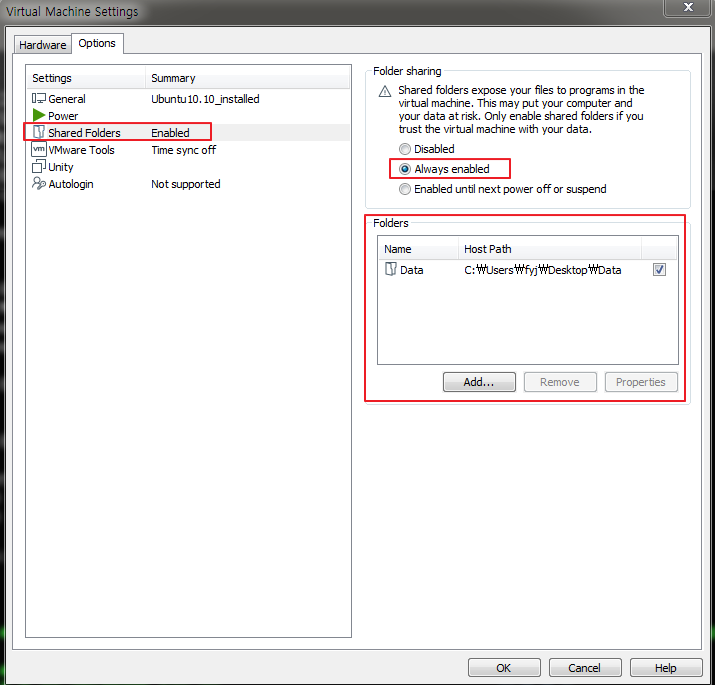 Virtual Machine Settings
x
Hardware
Options
Settings Summary
General Ubuntu10.10_installed
Power
Shared Folders Enabled
vm VMware Tools Time sync off
Unity
Autologin Not supported
Folder sharing
Shared folders expose your files to programs in the
virtual machine. This may put your computer and
your data at risk. Only enable shared folders if you
trust the virtual machine with your data.
Disabled
Always enabled
Enabled until next power off or suspend
Folders
Name Host Path
Data C:₩Users₩fyj₩Desktop₩Data
Add... Remove Properties
OK Cancel Help